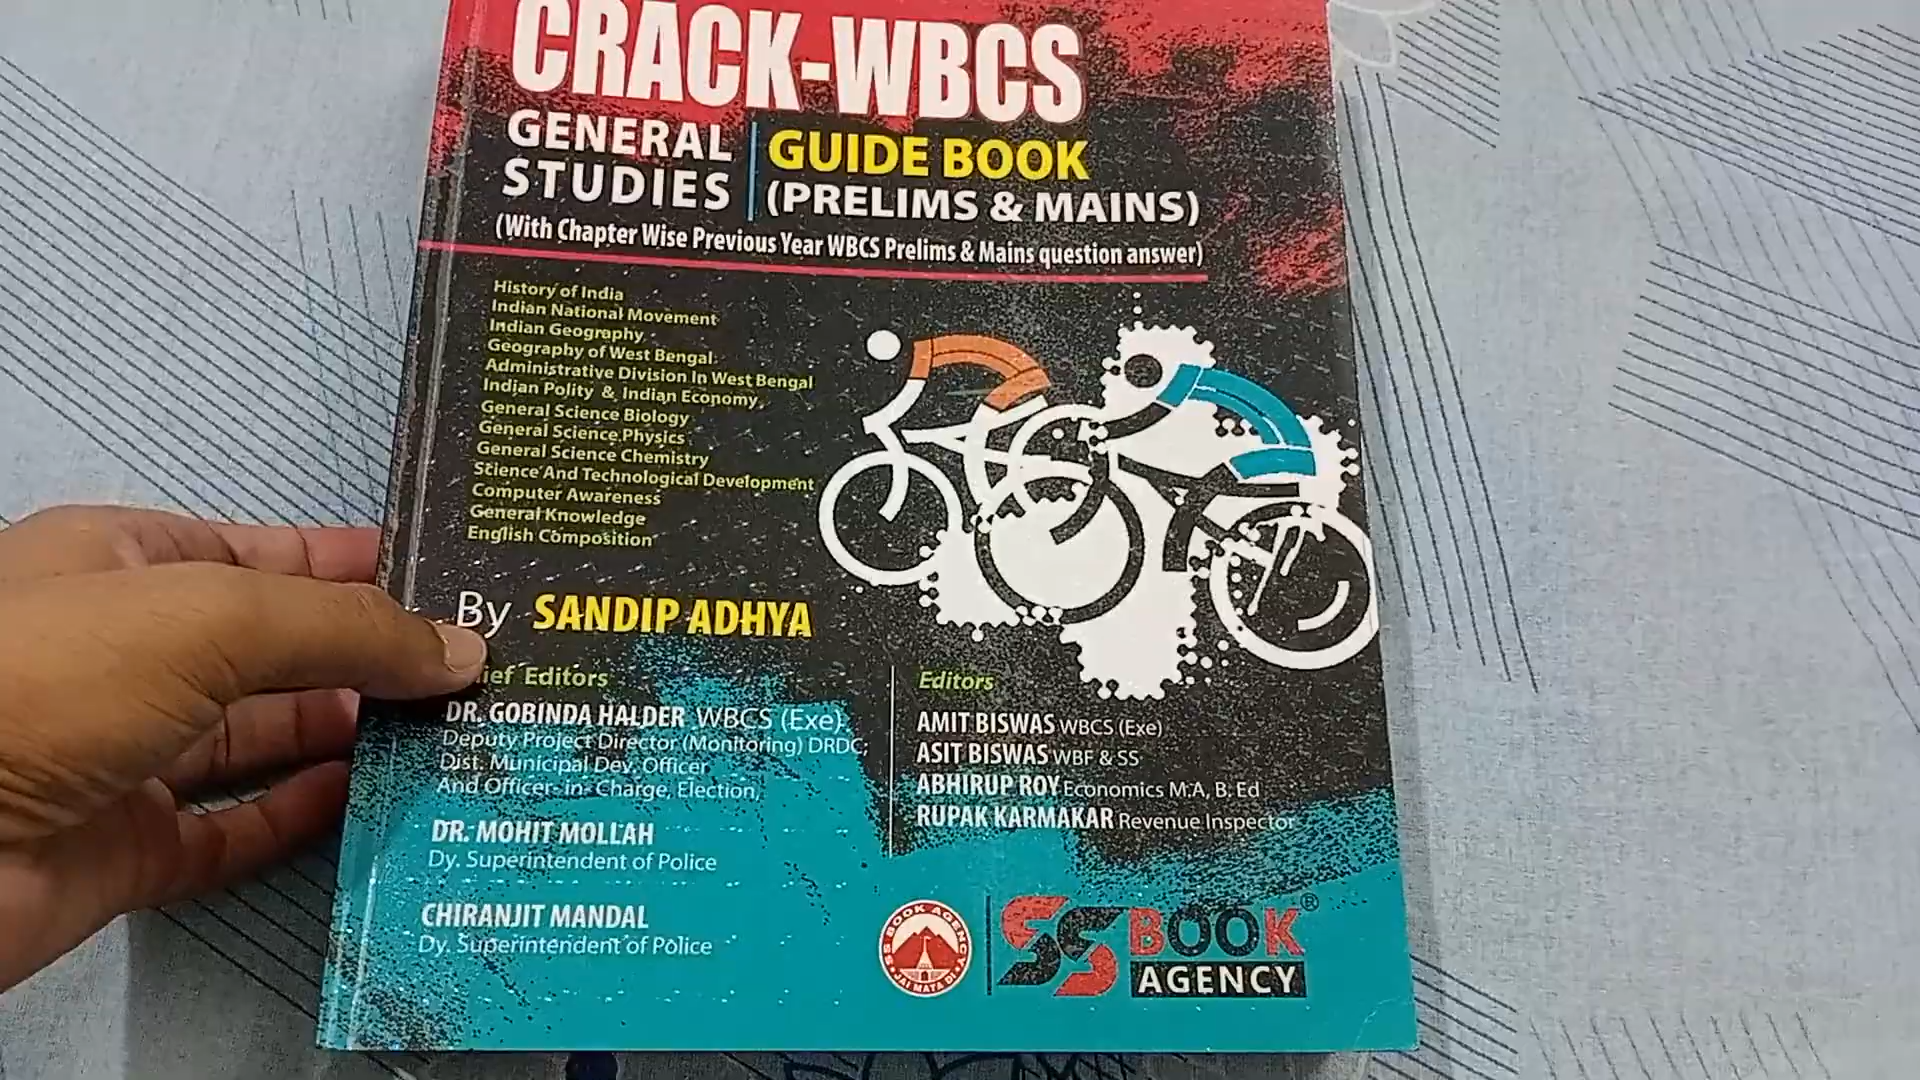 CRACK-WBCS
GENERAL STUDIES
GUIDE BOOK
(PRELIMS & MAINS)
(With Chapter Wise Previous Year WBCS Prelims & Mains question answer)
History of India
Indian National Movement
Indian Geography
Geography of West Bengal
Administrative Division In West Bengal
Indian Polity & Indian Economy
General Science Biology
General Science Physics
General Science Chemistry
Science And Technological Development
Computer Awareness
General Knowledge
English Composition
By SANDIP ADHYA
ief Editors
DR. GOBINDA HALDER WBCS (Exe)
Deputy Project Director (Monitoring) DRDC,
Dist. Municipal Dev. Officer
And Officer- in- Charge, Election,
DR. MOHIT MOLLAH
Dy. Superintendent of Police
CHIRANJIT MANDAL
Dy. Superintendent of Police
Editors
AMIT BISWAS WBCS (Exe)
ASIT BISWAS WBF & SS
ABHIRUP ROY Economics M.A, B. Ed
RUPAK KARMAKAR Revenue Inspector
SS BOOK AGENCY
JAI MATA DI
SS BOOK ®
AGENCY